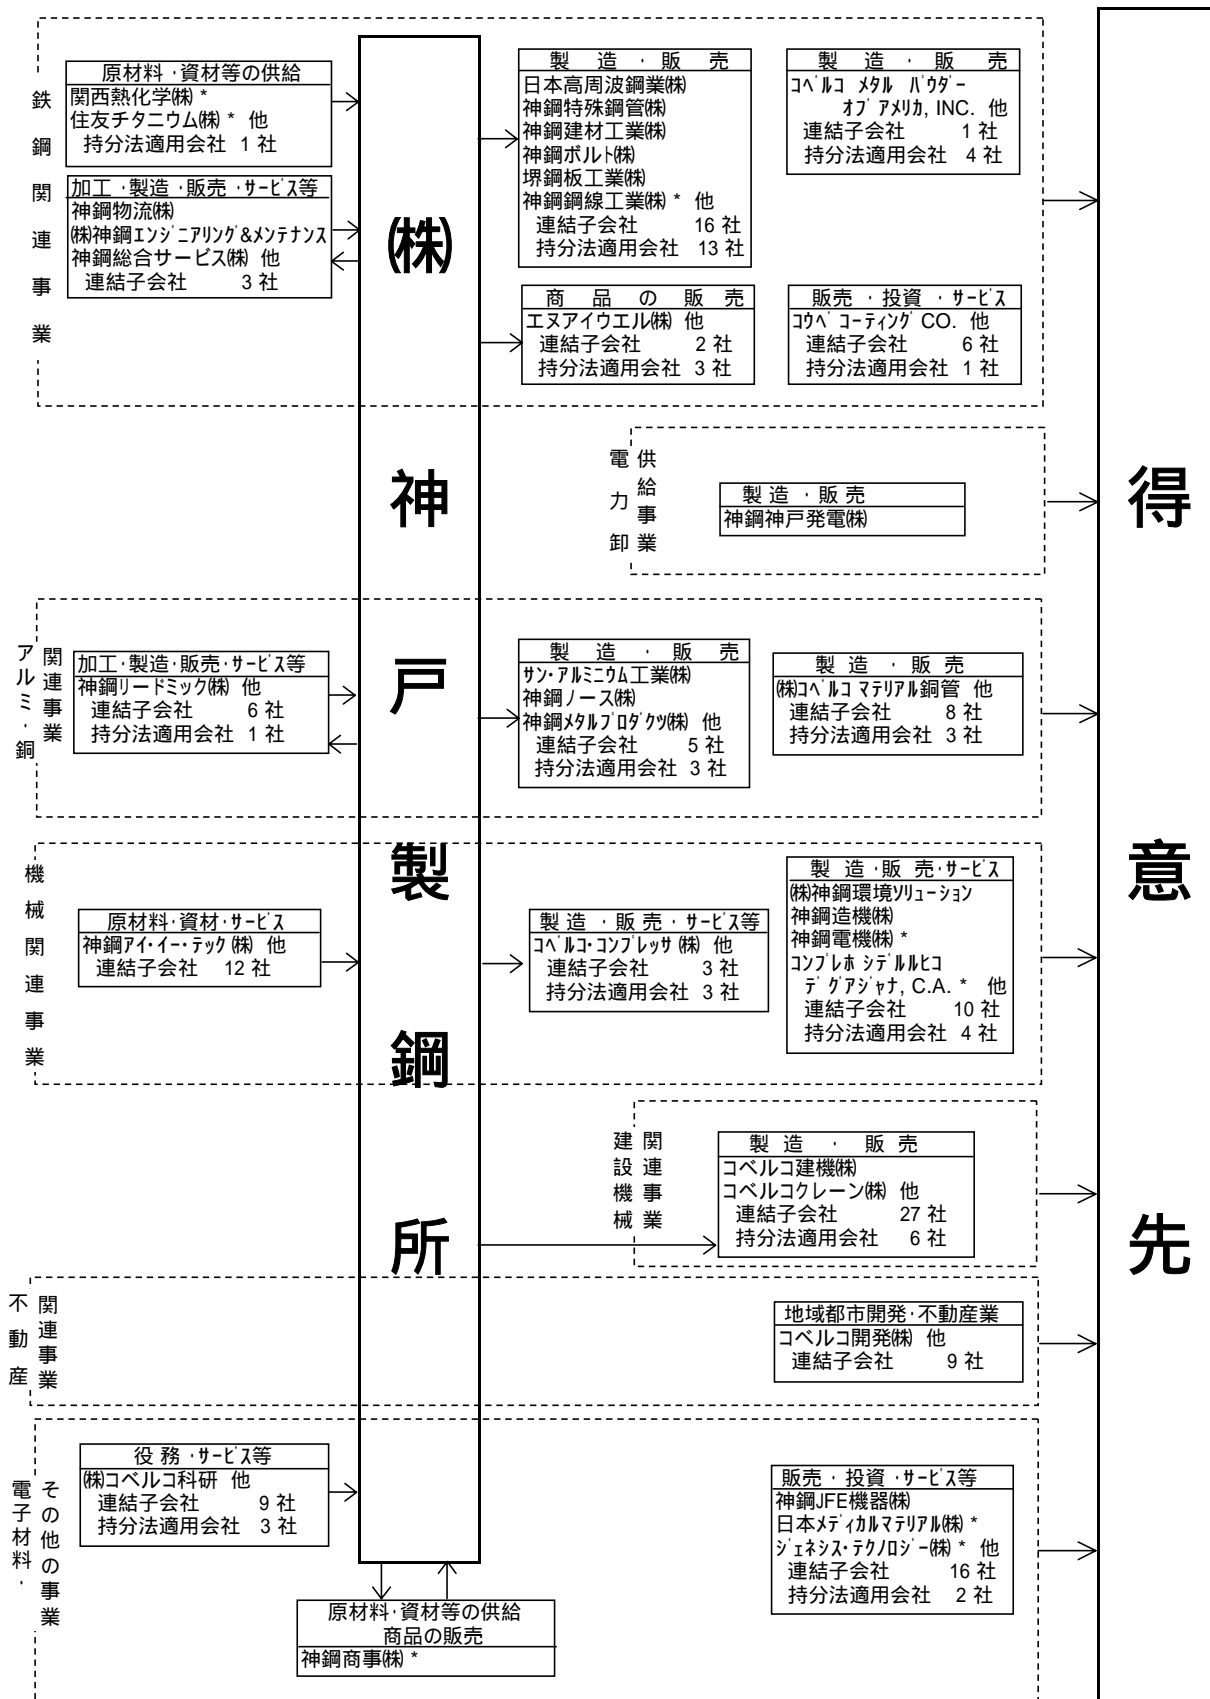 鉄鋼関連事業
原材料・資材等の供給
関西熱化学㈱ *
住友チタニウム㈱ * 他
持分法適用会社 1 社
加工・製造・販売・サービス等
神鋼物流㈱
㈱神鋼エンジニアリング&メンテナンス
神鋼総合サービス㈱ 他
連結子会社 3 社
製造・販売
日本高周波鋼業㈱
神鋼特殊鋼管㈱
神鋼建材工業㈱
神鋼ボルト㈱
堺鋼板工業㈱
神鋼鋼線工業㈱ * 他
連結子会社 16 社
持分法適用会社 13 社
製造・販売
コベルコ メタル パウダー
オブ アメリカ, INC. 他
連結子会社 1 社
持分法適用会社 4 社
商品の販売
エヌアイウエル㈱ 他
連結子会社 2 社
持分法適用会社 3 社
販売・投資・サービス
コウベ コーティング CO. 他
連結子会社 6 社
持分法適用会社 1 社
㈱神戸製鋼所
得意先
電力卸
供給事業
製造・販売
神鋼神戸発電㈱
アルミ・銅
関連事業
加工・製造・販売・サービス等
神鋼リードミック㈱ 他
連結子会社 6 社
持分法適用会社 1 社
製造・販売
サン・アルミニウム工業㈱
神鋼ノース㈱
神鋼メタルプロダクツ㈱ 他
連結子会社 5 社
持分法適用会社 3 社
製造・販売
㈱コベルコ マテリアル銅管 他
連結子会社 8 社
持分法適用会社 3 社
機械関連事業
原材料・資材・サービス
神鋼アイ・イー・テック㈱ 他
連結子会社 12 社
製造・販売・サービス等
コベルコ・コンプレッサ㈱ 他
連結子会社 3 社
持分法適用会社 3 社
製造・販売・サービス
㈱神鋼環境ソリューション
神鋼造機㈱
神鋼電機㈱ *
コンプレホ シデルルヒコ
デ グアジャナ, C.A. * 他
連結子会社 10 社
持分法適用会社 4 社
建設機械
関連事業
製造・販売
コベルコ建機㈱
コベルコクレーン㈱ 他
連結子会社 27 社
持分法適用会社 6 社
不動産
関連事業
地域都市開発・不動産業
コベルコ開発㈱ 他
連結子会社 9 社
電子材料・
その他の事業
役務・サービス等
㈱コベルコ科研 他
連結子会社 9 社
持分法適用会社 3 社
販売・投資・サービス等
神鋼JFE機器㈱
日本メディカルマテリアル㈱ *
ジェネシス・テクノロジー㈱ * 他
連結子会社 16 社
持分法適用会社 2 社
原材料・資材等の供給
商品の販売
神鋼商事㈱ *